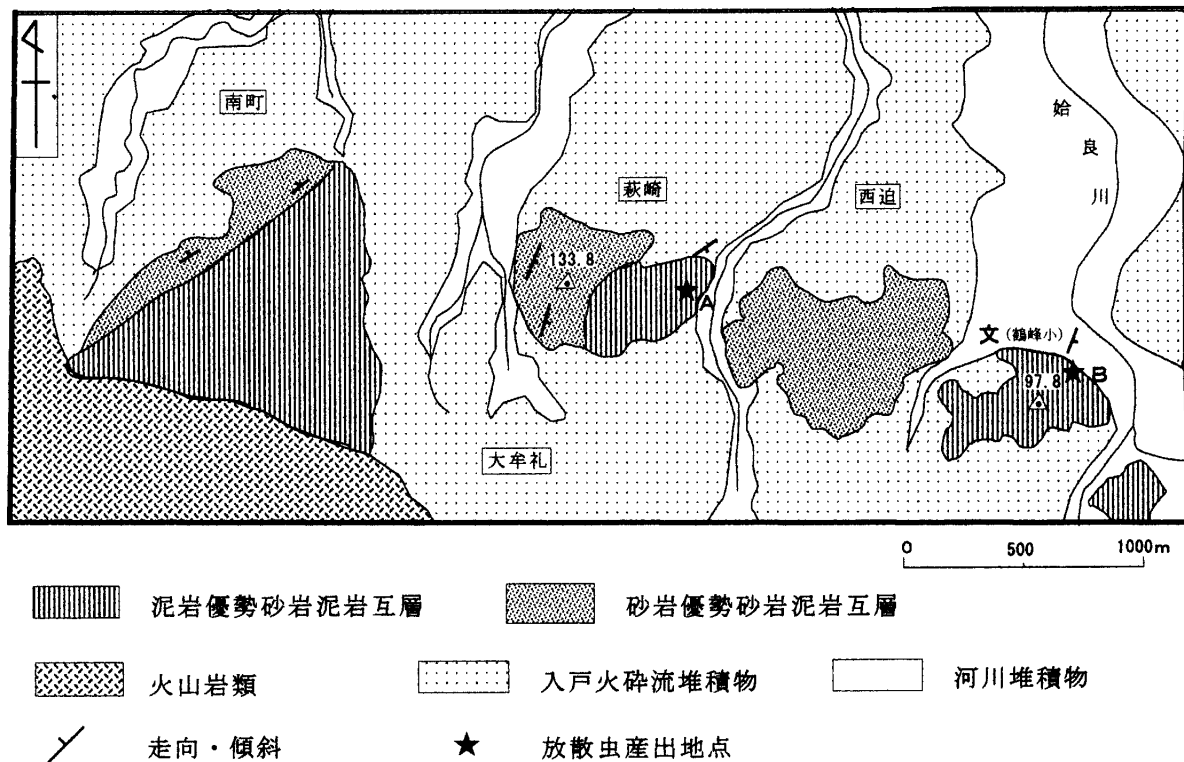 南町
萩崎
西迫
姶良川
133.8
A
文 (鶴峰小)
B
97.8
大牟礼
0 500 1000m
泥岩優勢砂岩泥岩互層
砂岩優勢砂岩泥岩互層
火山岩類
入戸火砕流堆積物
河川堆積物
走向・傾斜
放散虫産出地点